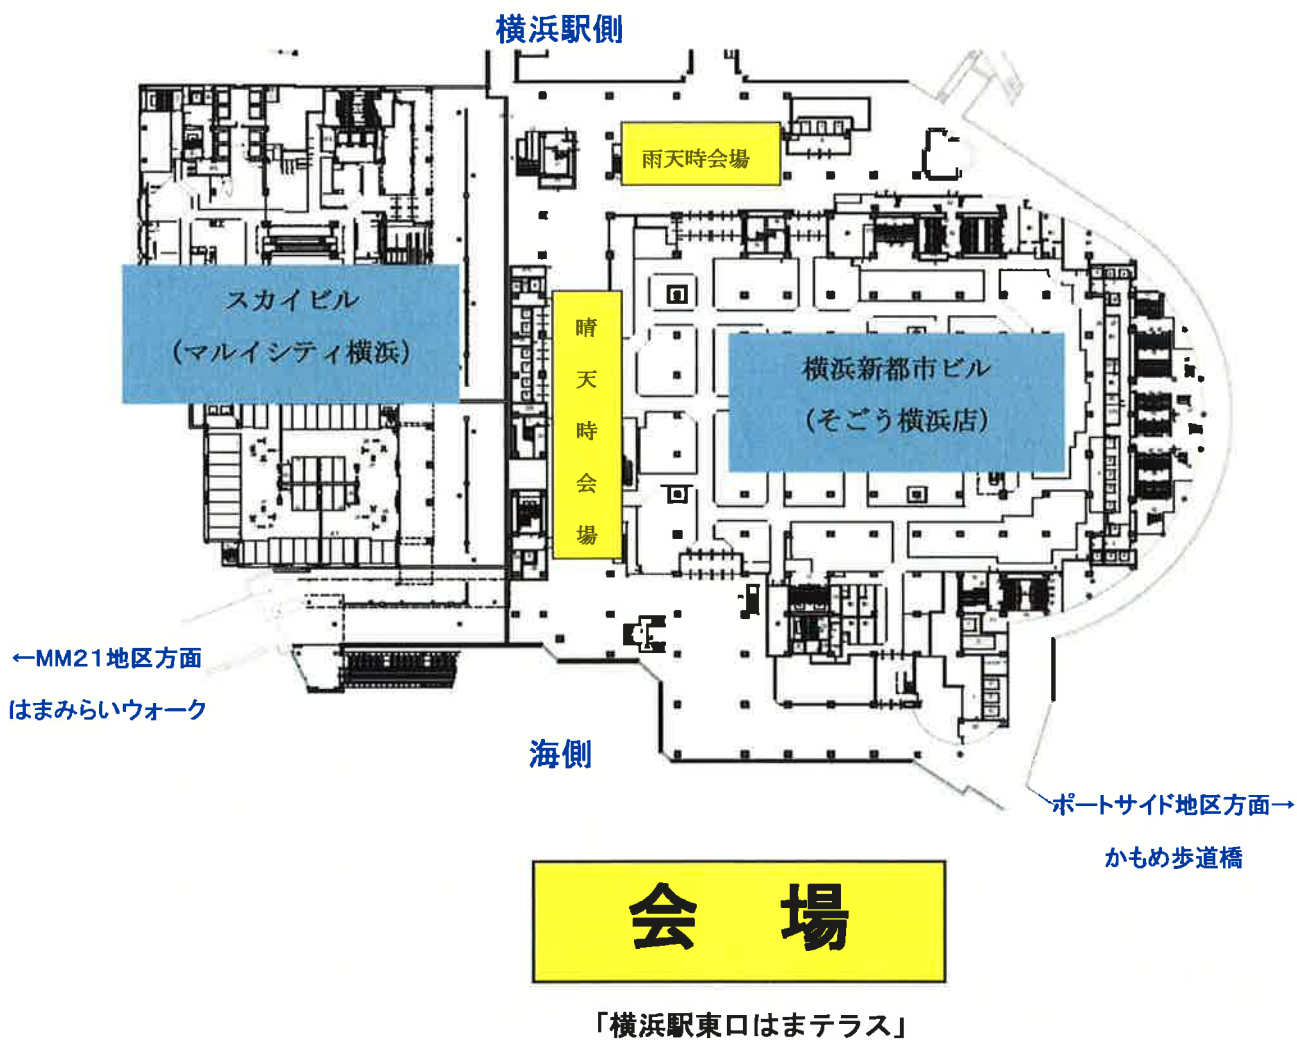 横浜駅側
雨天時会場
スカイビル
(マルイシティ横浜)
晴天時会場
横浜新都市ビル
(そごう横浜店)
←MM21地区方面
はまみらいウォーク
海側
ポートサイド地区方面→
かもめ歩道橋
会 場
「横浜駅東口はまテラス」